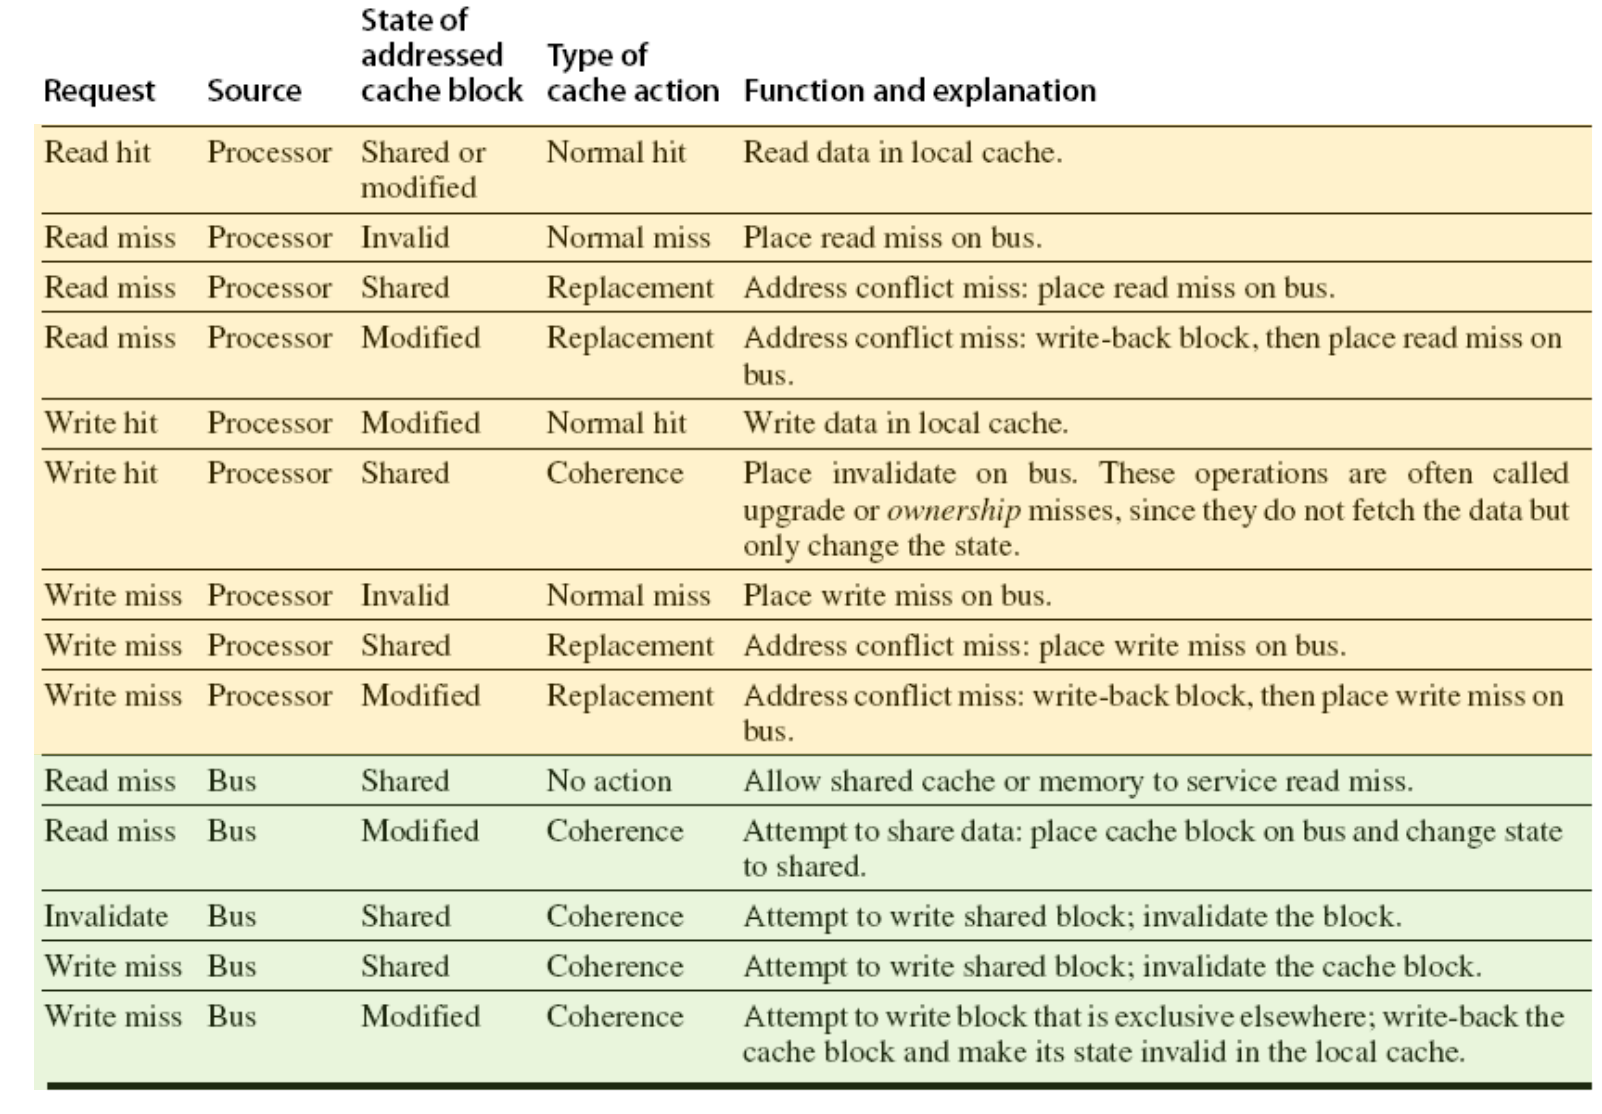 State of
addressed Type of
Request Source cache block cache action Function and explanation
Read hit Processor Shared or Normal hit Read data in local cache.
modified
Read miss Processor Invalid Normal miss Place read miss on bus.
Read miss Processor Shared Replacement Address conflict miss: place read miss on bus.
Read miss Processor Modified Replacement Address conflict miss: write-back block, then place read miss on
bus.
Write hit Processor Modified Normal hit Write data in local cache.
Write hit Processor Shared Coherence Place invalidate on bus. These operations are often called
upgrade or ownership misses, since they do not fetch the data but
only change the state.
Write miss Processor Invalid Normal miss Place write miss on bus.
Write miss Processor Shared Replacement Address conflict miss: place write miss on bus.
Write miss Processor Modified Replacement Address conflict miss: write-back block, then place write miss on
bus.
Read miss Bus Shared No action Allow shared cache or memory to service read miss.
Read miss Bus Modified Coherence Attempt to share data: place cache block on bus and change state
to shared.
Invalidate Bus Shared Coherence Attempt to write shared block; invalidate the block.
Write miss Bus Shared Coherence Attempt to write shared block; invalidate the cache block.
Write miss Bus Modified Coherence Attempt to write block that is exclusive elsewhere; write-back the
cache block and make its state invalid in the local cache.